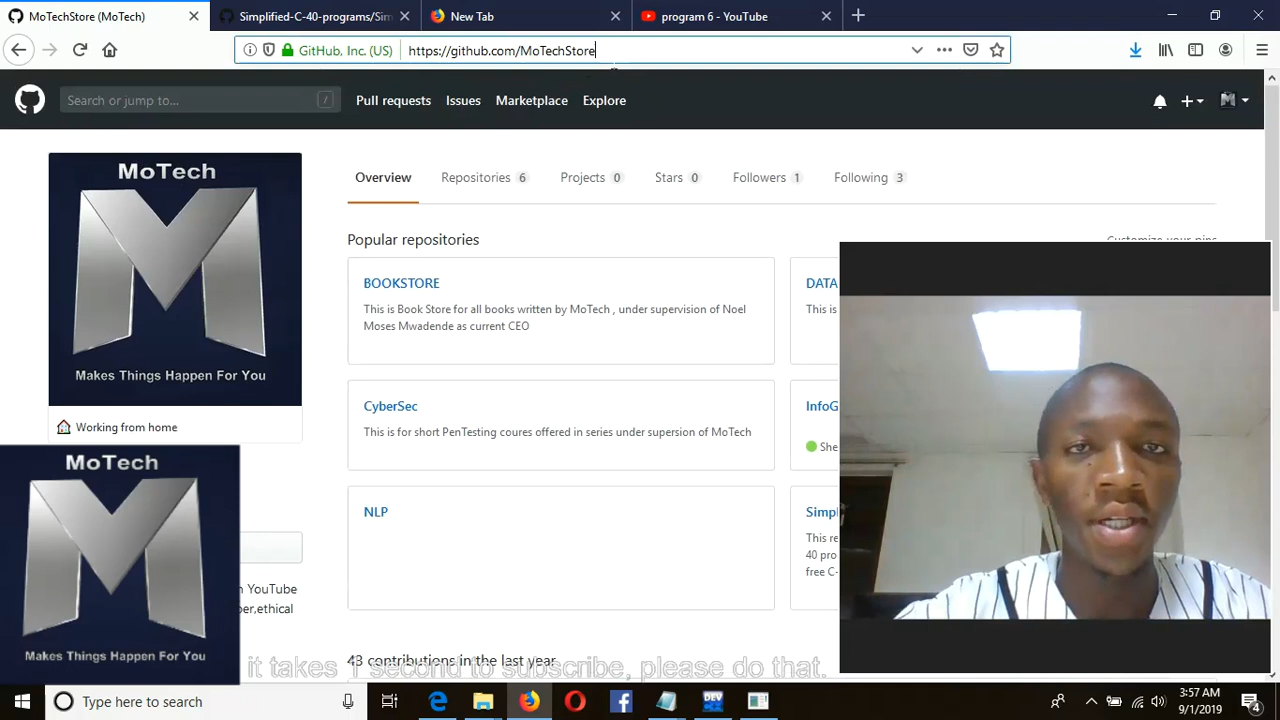 MoTechStore (MoTech)
Simplified-C-40-programs/Sim
New Tab
program 6 - YouTube
GitHub, Inc. (US)
https://github.com/MoTechStore
Search or jump to...
/
Pull requests
Issues
Marketplace
Explore
MoTech
Makes Things Happen For You
Working from home
Overview
Repositories 6
Projects 0
Stars 0
Followers 1
Following 3
Popular repositories
Customize your pins
BOOKSTORE
This is Book Store for all books written by MoTech , under supervision of Noel
Moses Mwadende as current CEO
DATA
This is
CyberSec
This is for short PenTesting coures offered in series under supersion of MoTech
InfoG
She
NLP
Simpl
This re
40 pro
free C-
MoTech
Makes Things Happen For You
n YouTube
ber,ethical
43 contributions in the last year
it takes 1 second to subscribe, please do that.
Type here to search
DEV
3:57 AM
9/1/2019
4